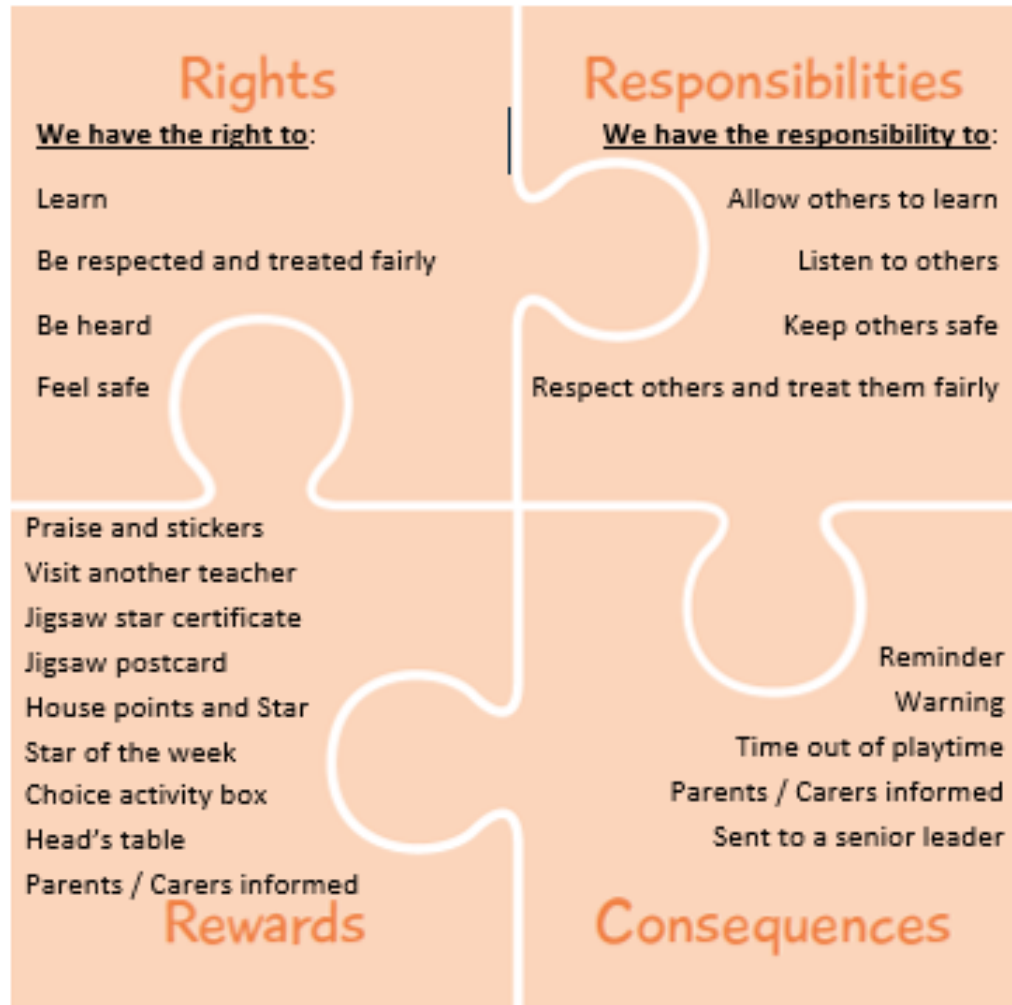 Rights
We have the right to:
Learn
Be respected and treated fairly
Be heard
Feel safe
Responsibilities
We have the responsibility to:
Allow others to learn
Listen to others
Keep others safe
Respect others and treat them fairly
Praise and stickers
Visit another teacher
Jigsaw star certificate
Jigsaw postcard
House points and Star
Star of the week
Choice activity box
Head's table
Parents / Carers informed
Rewards
Reminder
Warning
Time out of playtime
Parents / Carers informed
Sent to a senior leader
Consequences